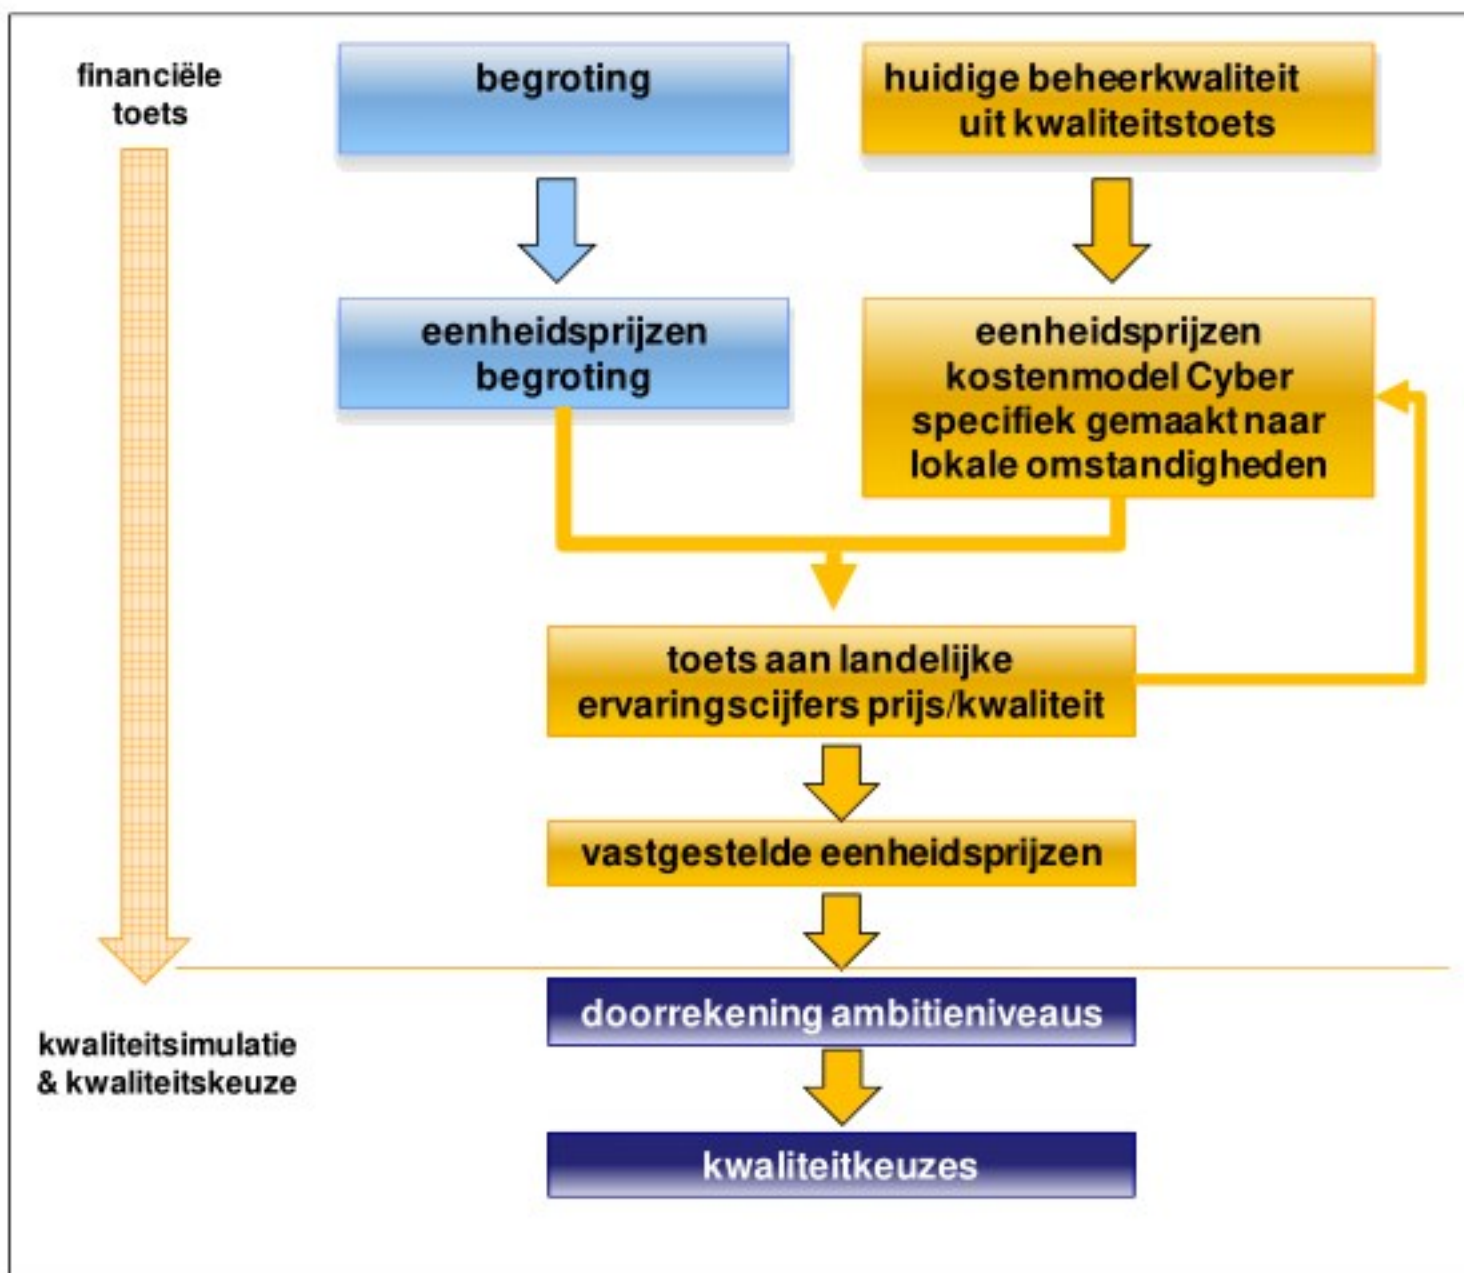 financiële
toets
begroting
huidige beheerkwaliteit
uit kwaliteitstoets
eenheidsprijzen
begroting
eenheidsprijzen
kostenmodel Cyber
specifiek gemaakt naar
lokale omstandigheden
toets aan landelijke
ervaringscijfers prijs/kwaliteit
vastgestelde eenheidsprijzen
doorrekening ambitieniveaus
kwaliteitsimulatie
& kwaliteitskeuze
kwaliteitkeuzes